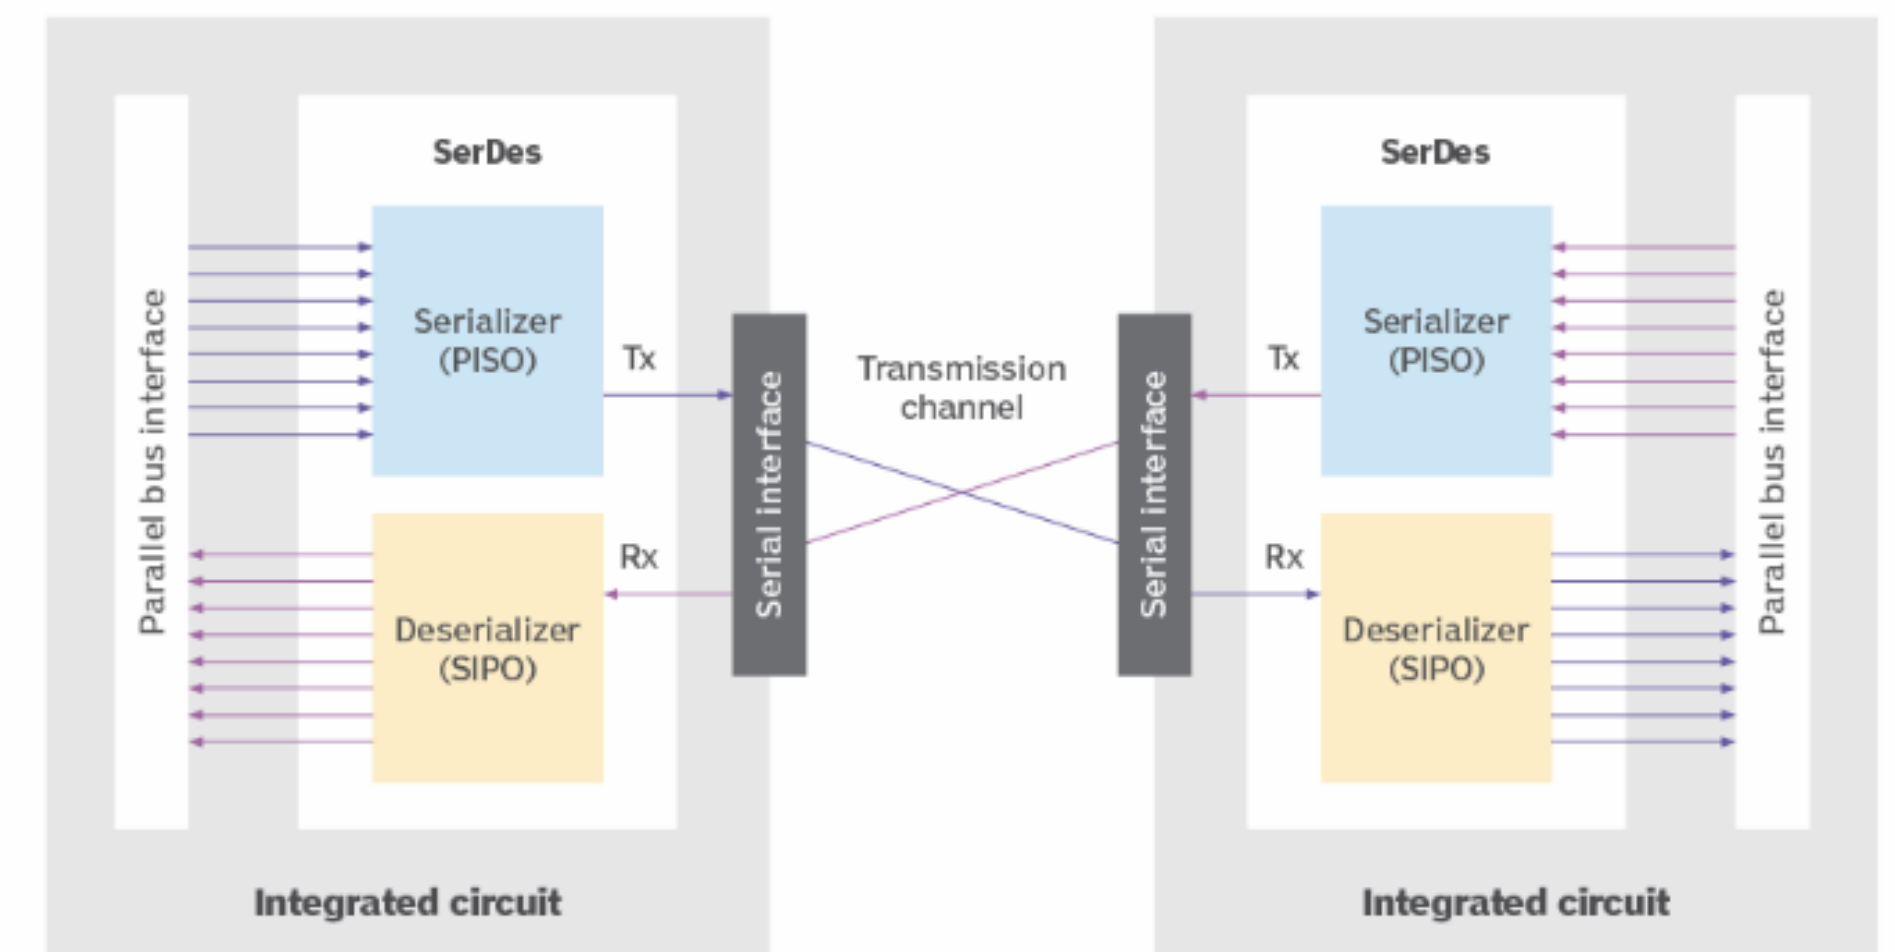 SerDes
Parallel bus interface
Serializer
(PISO)
Tx
Deserializer
(SIPO)
Rx
Serial interface
Integrated circuit
Transmission
channel
SerDes
Serial interface
Tx
Serializer
(PISO)
Rx
Deserializer
(SIPO)
Parallel bus interface
Integrated circuit